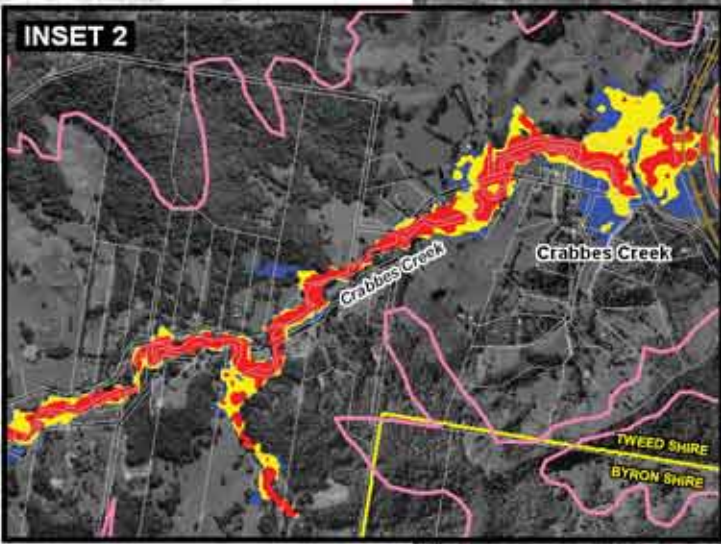 INSET 2
Crabbes Creek
Crabbes Creek
TWEED SHIRE
BYRON SHIRE